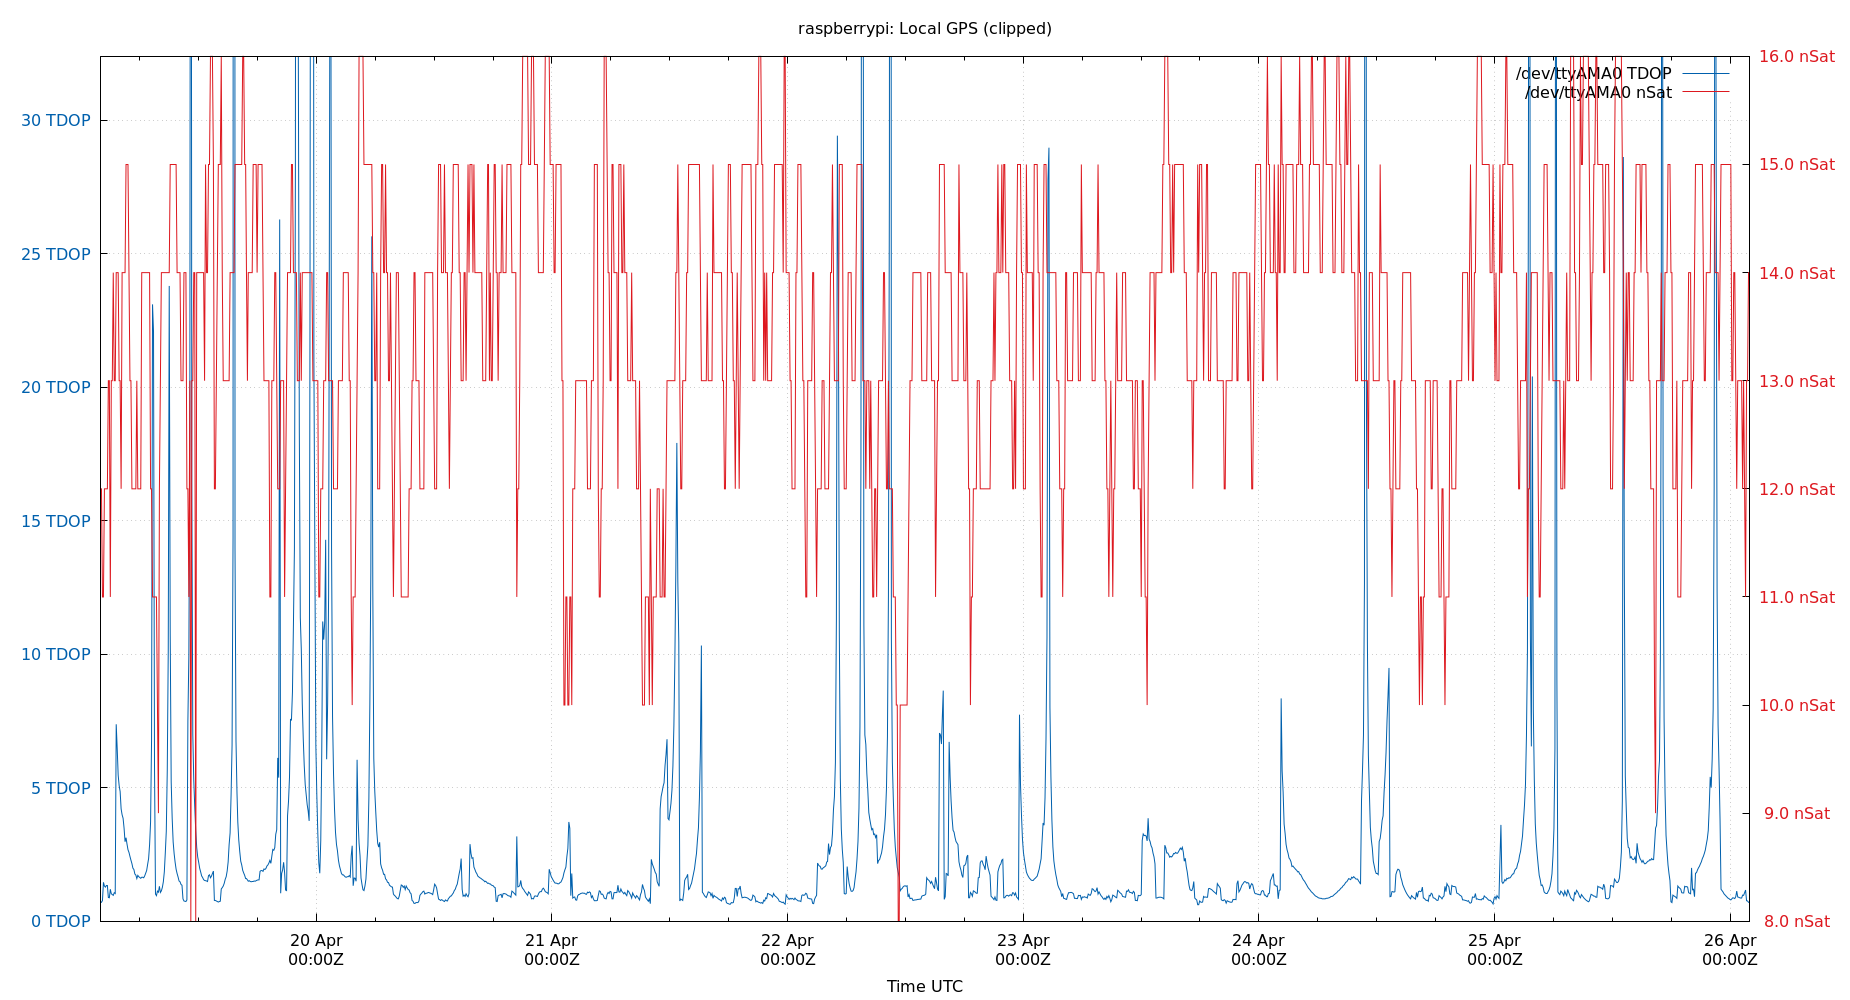 raspberrypi: Local GPS (clipped)
/dev/ttyAMA0 TDOP
/dev/ttyAMA0 nSat
30 TDOP
25 TDOP
20 TDOP
15 TDOP
10 TDOP
5 TDOP
0 TDOP
16.0 nSat
15.0 nSat
14.0 nSat
13.0 nSat
12.0 nSat
11.0 nSat
10.0 nSat
9.0 nSat
8.0 nSat
20 Apr
00:00Z
21 Apr
00:00Z
22 Apr
00:00Z
23 Apr
00:00Z
24 Apr
00:00Z
25 Apr
00:00Z
26 Apr
00:00Z
Time UTC